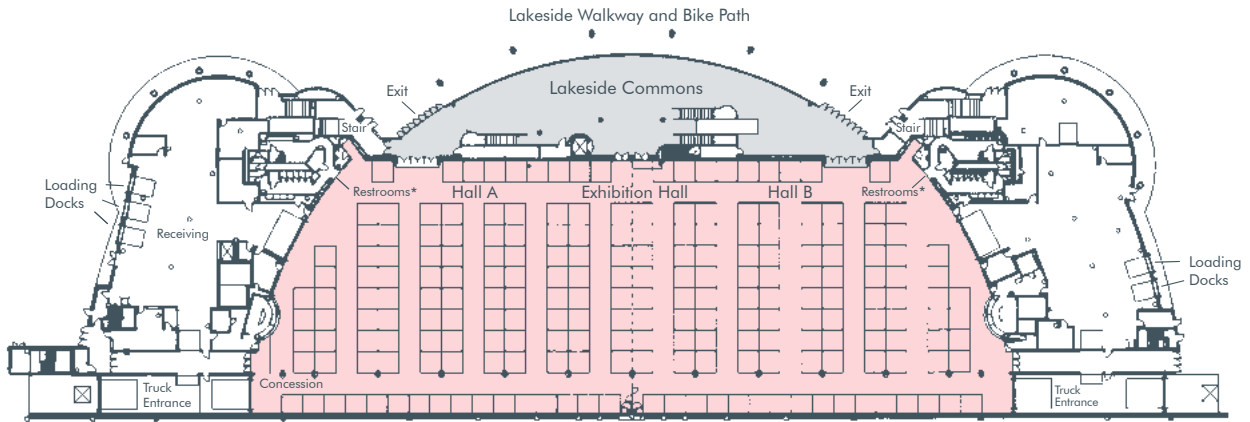 Lakeside Walkway and Bike Path
Exit
Lakeside Commons
Exit
Stair
Stair
Loading
Docks
Restrooms*
Hall A
Exhibition Hall
Hall B
Restrooms*
Receiving
Loading
Docks
Concession
Truck
Entrance
Truck
Entrance